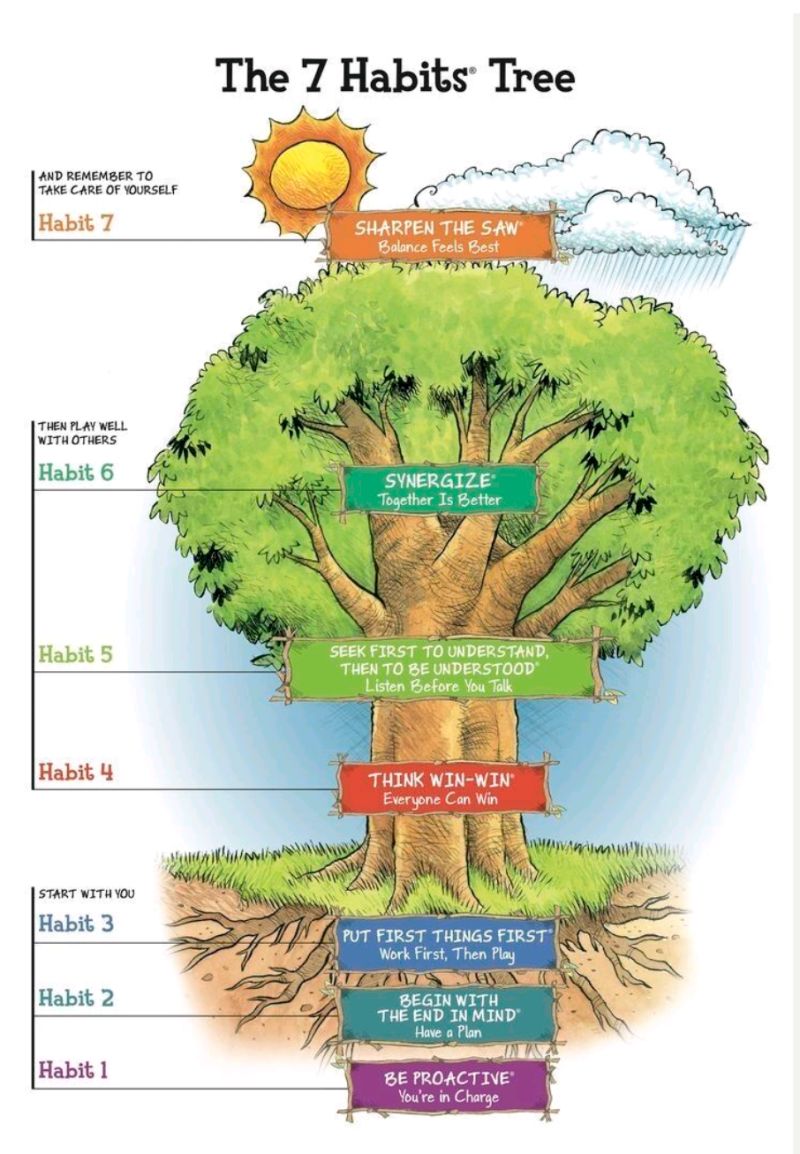 The 7 Habits® Tree
AND REMEMBER TO
TAKE CARE OF YOURSELF
Habit 7
SHARPEN THE SAW®
Balance Feels Best
THEN PLAY WELL
WITH OTHERS
Habit 6
SYNERGIZE®
Together Is Better
Habit 5
SEEK FIRST TO UNDERSTAND,
THEN TO BE UNDERSTOOD®
Listen Before You Talk
Habit 4
THINK WIN-WIN®
Everyone Can Win
START WITH YOU
Habit 3
PUT FIRST THINGS FIRST®
Work First, Then Play
Habit 2
BEGIN WITH
THE END IN MIND®
Have a Plan
Habit 1
BE PROACTIVE®
You're in Charge